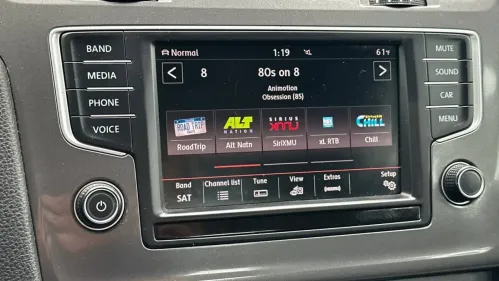 BAND
MEDIA
PHONE
VOICE
Normal
1:19
61°F
8
80s on 8
Animotion
Obsession (85)
ROAD TRIP
ALT
NATION
SIRIUS
XMU
CHILL
RoadTrip
Alt Natn
SiriXMU
xL RTB
Chill
Band
SAT
Channel list
Tune
View
Extras
Setup
MUTE
SOUND
CAR
MENU